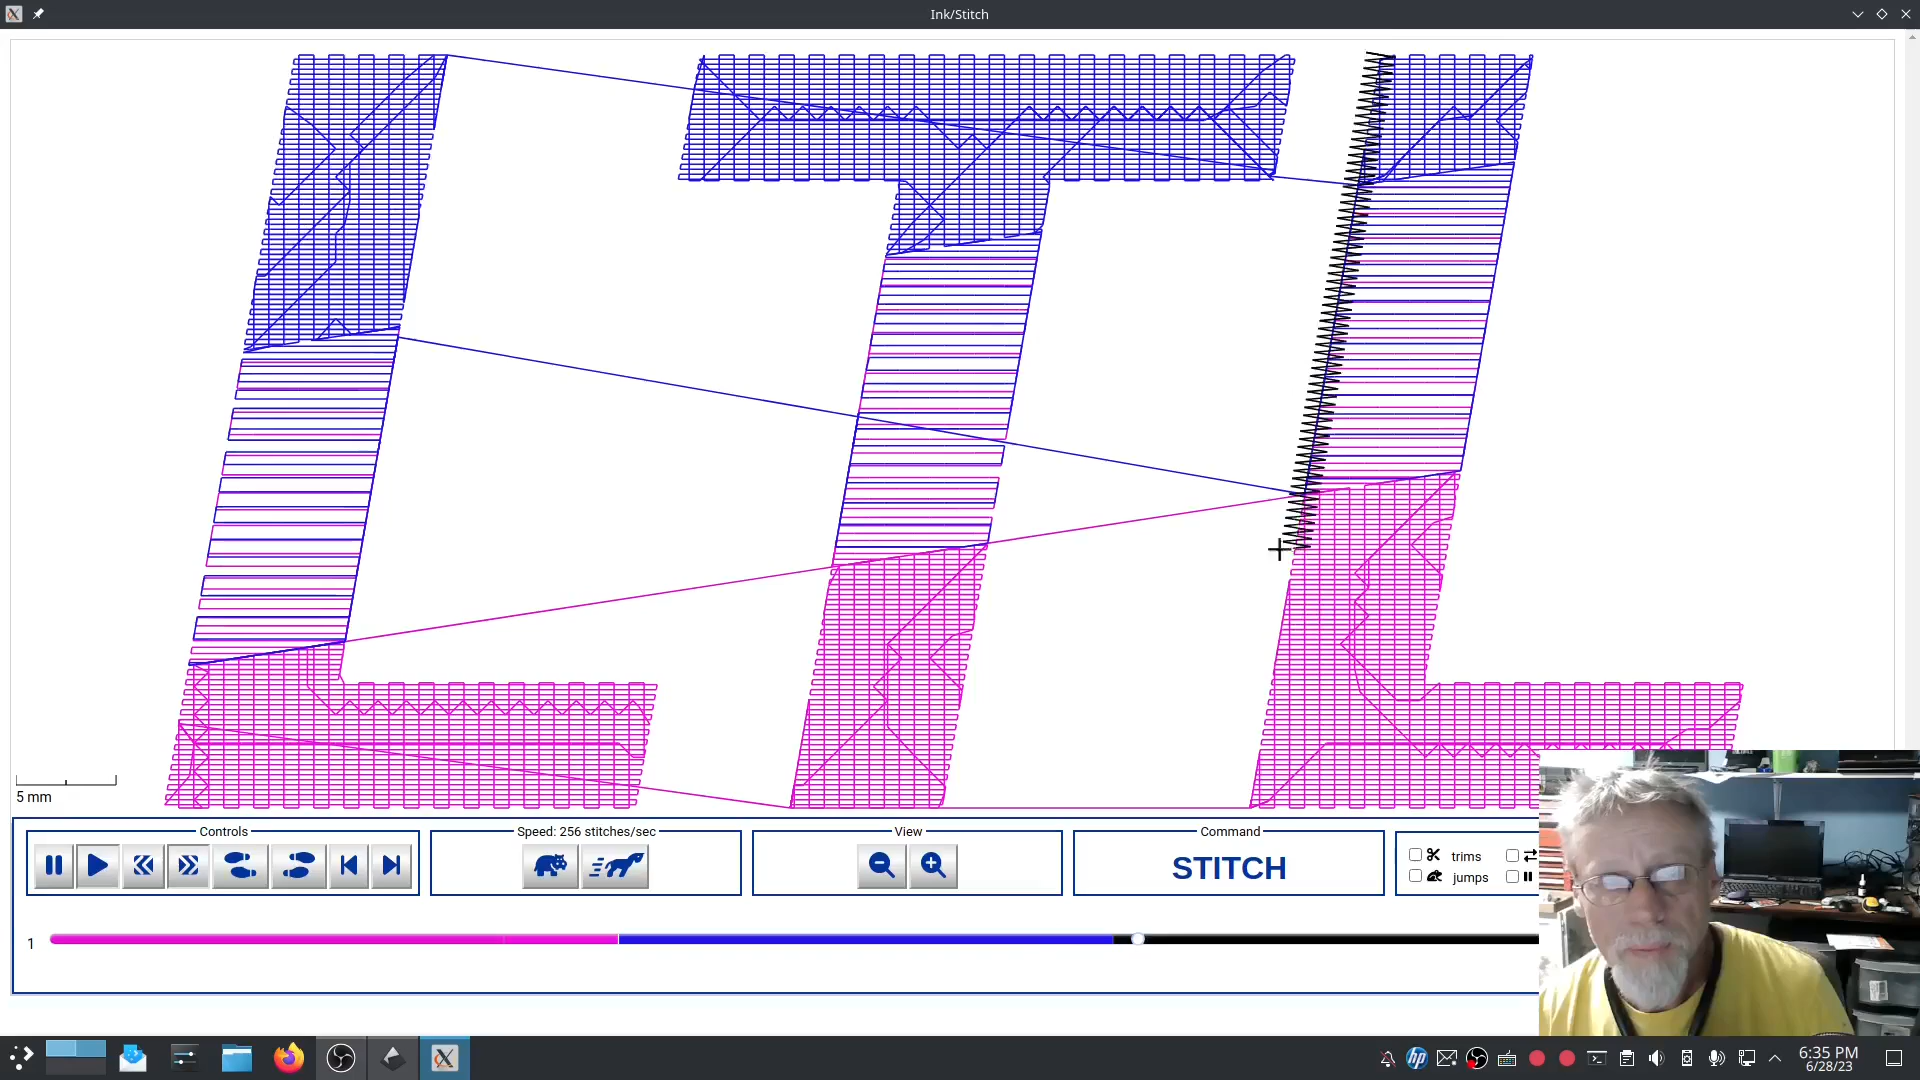 Ink/Stitch
5 mm
Controls
Speed: 256 stitches/sec
View
Command
STITCH
trims
jumps
1
hp
6:35 PM
6/28/23